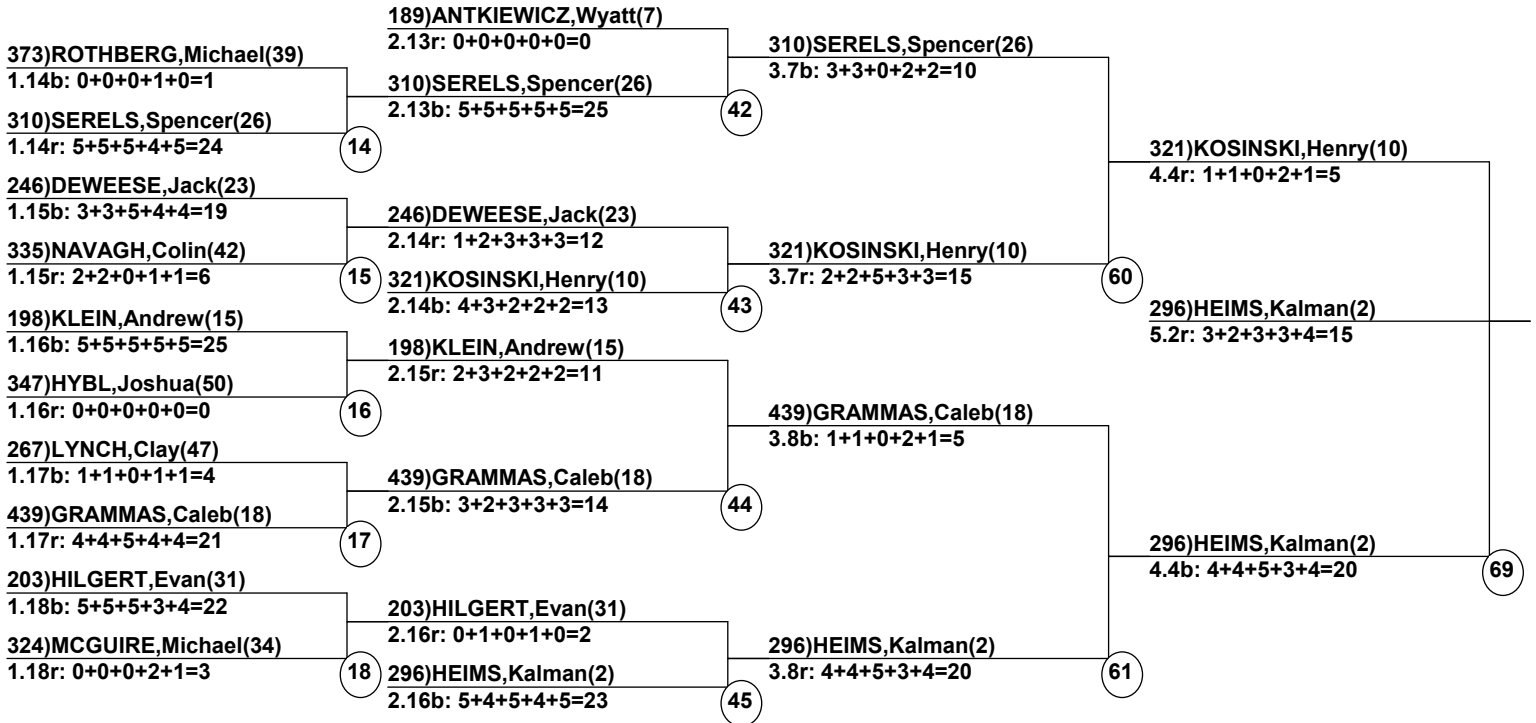 373)ROTHBERG,Michael(39)
1.14b: 0+0+0+1+0=1
310)SERELS,Spencer(26)
1.14r: 5+5+5+4+5=24
14
246)DEWEESE,Jack(23)
1.15b: 3+3+5+4+4=19
335)NAVAGH,Colin(42)
1.15r: 2+2+0+1+1=6
15
198)KLEIN,Andrew(15)
1.16b: 5+5+5+5+5=25
347)HYBL,Joshua(50)
1.16r: 0+0+0+0+0=0
16
267)LYNCH,Clay(47)
1.17b: 1+1+0+1+1=4
439)GRAMMAS,Caleb(18)
1.17r: 4+4+5+4+4=21
17
203)HILGERT,Evan(31)
1.18b: 5+5+5+3+4=22
324)MCGUIRE,Michael(34)
1.18r: 0+0+0+2+1=3
18
189)ANTKIEWICZ,Wyatt(7)
2.13r: 0+0+0+0+0=0
310)SERELS,Spencer(26)
2.13b: 5+5+5+5+5=25
42
246)DEWEESE,Jack(23)
2.14r: 1+2+3+3+3=12
321)KOSINSKI,Henry(10)
2.14b: 4+3+2+2+2=13
43
198)KLEIN,Andrew(15)
2.15r: 2+3+2+2+2=11
439)GRAMMAS,Caleb(18)
2.15b: 3+2+3+3+3=14
44
203)HILGERT,Evan(31)
2.16r: 0+1+0+1+0=2
296)HEIMS,Kalman(2)
2.16b: 5+4+5+4+5=23
45
310)SERELS,Spencer(26)
3.7b: 3+3+0+2+2=10
321)KOSINSKI,Henry(10)
3.7r: 2+2+5+3+3=15
60
439)GRAMMAS,Caleb(18)
3.8b: 1+1+0+2+1=5
296)HEIMS,Kalman(2)
3.8r: 4+4+5+3+4=20
61
321)KOSINSKI,Henry(10)
4.4r: 1+1+0+2+1=5
296)HEIMS,Kalman(2)
5.2r: 3+2+3+3+4=15
296)HEIMS,Kalman(2)
4.4b: 4+4+5+3+4=20
69